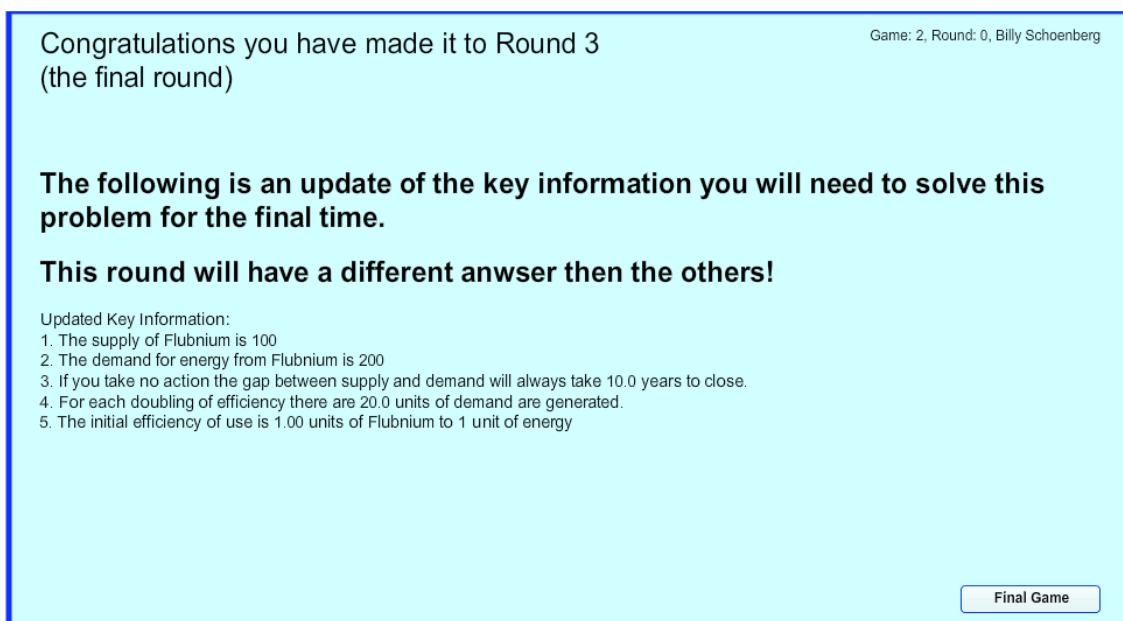 Congratulations you have made it to Round 3
(the final round)
Game: 2, Round: 0, Billy Schoenberg
The following is an update of the key information you will need to solve this
problem for the final time.
This round will have a different anwser then the others!
Updated Key Information:
1. The supply of Flubnium is 100
2. The demand for energy from Flubnium is 200
3. If you take no action the gap between supply and demand will always take 10.0 years to close.
4. For each doubling of efficiency there are 20.0 units of demand are generated.
5. The initial efficiency of use is 1.00 units of Flubnium to 1 unit of energy
Final Game